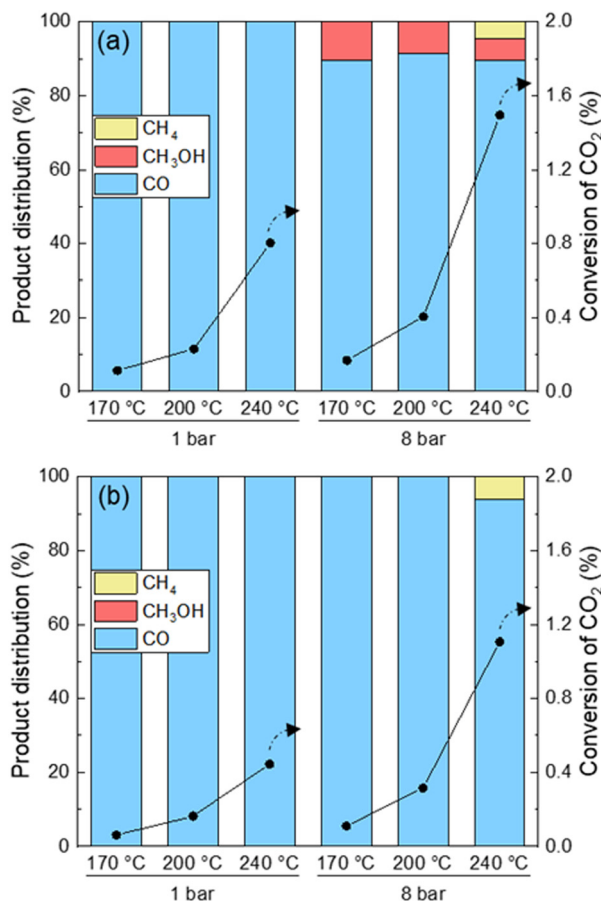 (a)
Product distribution (%)
100
80
60
40
20
0
CH₄
CH₃OH
CO
2.0
1.6
1.2
0.8
0.4
0.0
Conversion of CO₂ (%)
170 °C 200 °C 240 °C 170 °C 200 °C 240 °C
1 bar 8 bar
(b)
Product distribution (%)
100
80
60
40
20
0
CH₄
CH₃OH
CO
2.0
1.6
1.2
0.8
0.4
0.0
Conversion of CO₂ (%)
170 °C 200 °C 240 °C 170 °C 200 °C 240 °C
1 bar 8 bar